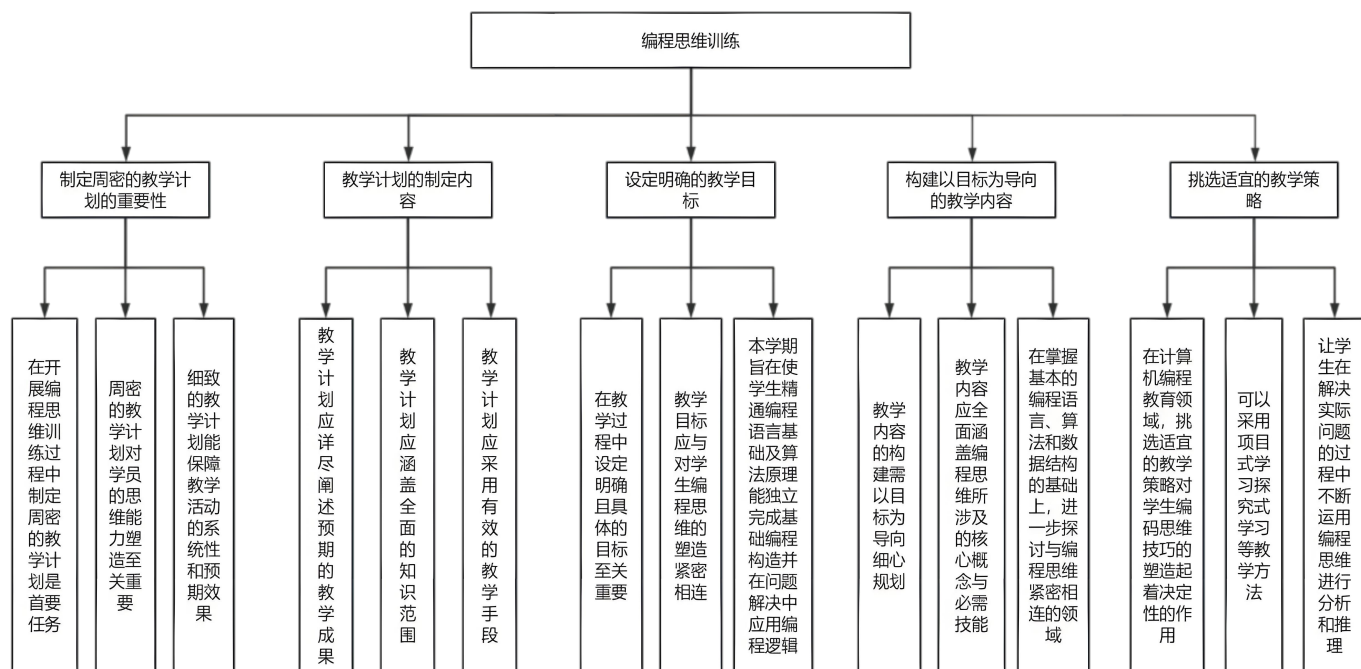 编程思维训练
制定周密的教学计
划的重要性
教学计划的制定内
容
设定明确的教学目
标
构建以目标为导向
的教学内容
挑选适宜的教学策
略
在开
展编
程思
维训
练过
程中
制定
周密
的教
学计
划是
首要
任务
周密
的教
学计
划对
学员
的思
维能
力塑
造至
关重
要
细致
的教
学计
划能
保障
教学
活动
的系
统性
和预
期效
果
教
学
计
划
应
详
尽
阐
述
预
期
的
教
学
成
果
教
学
计
划
应
涵
盖
全
面
的
知
识
范
围
教
学
计
划
应
采
用
有
效
的
教
学
手
段
在教
学过
程中
设定
明确
且具
体的
目标
至关
重要
教学
目标
应与
对学
生编
程思
维的
塑造
紧密
相连
本学期
旨在使
学生精
通编程
语言基
础及算
法原理
能独立
完成基
础编程
构造并
在问题
解决中
应用编
程逻辑
教学
内容
的构
建需
以目
标为
导向
细心
规划
教学
内容
应全
面涵
盖编
程思
维所
涉及
的核
心概
念与
必需
技能
在掌握
基本的
编程语
言、算
法和数
据结构
的基础
上，进
一步探
讨与编
程思维
紧密相
连的领
域
在计算
机编程
教育领
域，挑
选适宜
的教学
策略对
学生编
码思维
技巧的
塑造起
着决定
性的作
用
可以
采用
项目
式学
习探
究式
学习
等教
学方
法
让学
生在
解决
实际
问题
的过
程中
不断
运用
编程
思维
进行
分析
和推
理